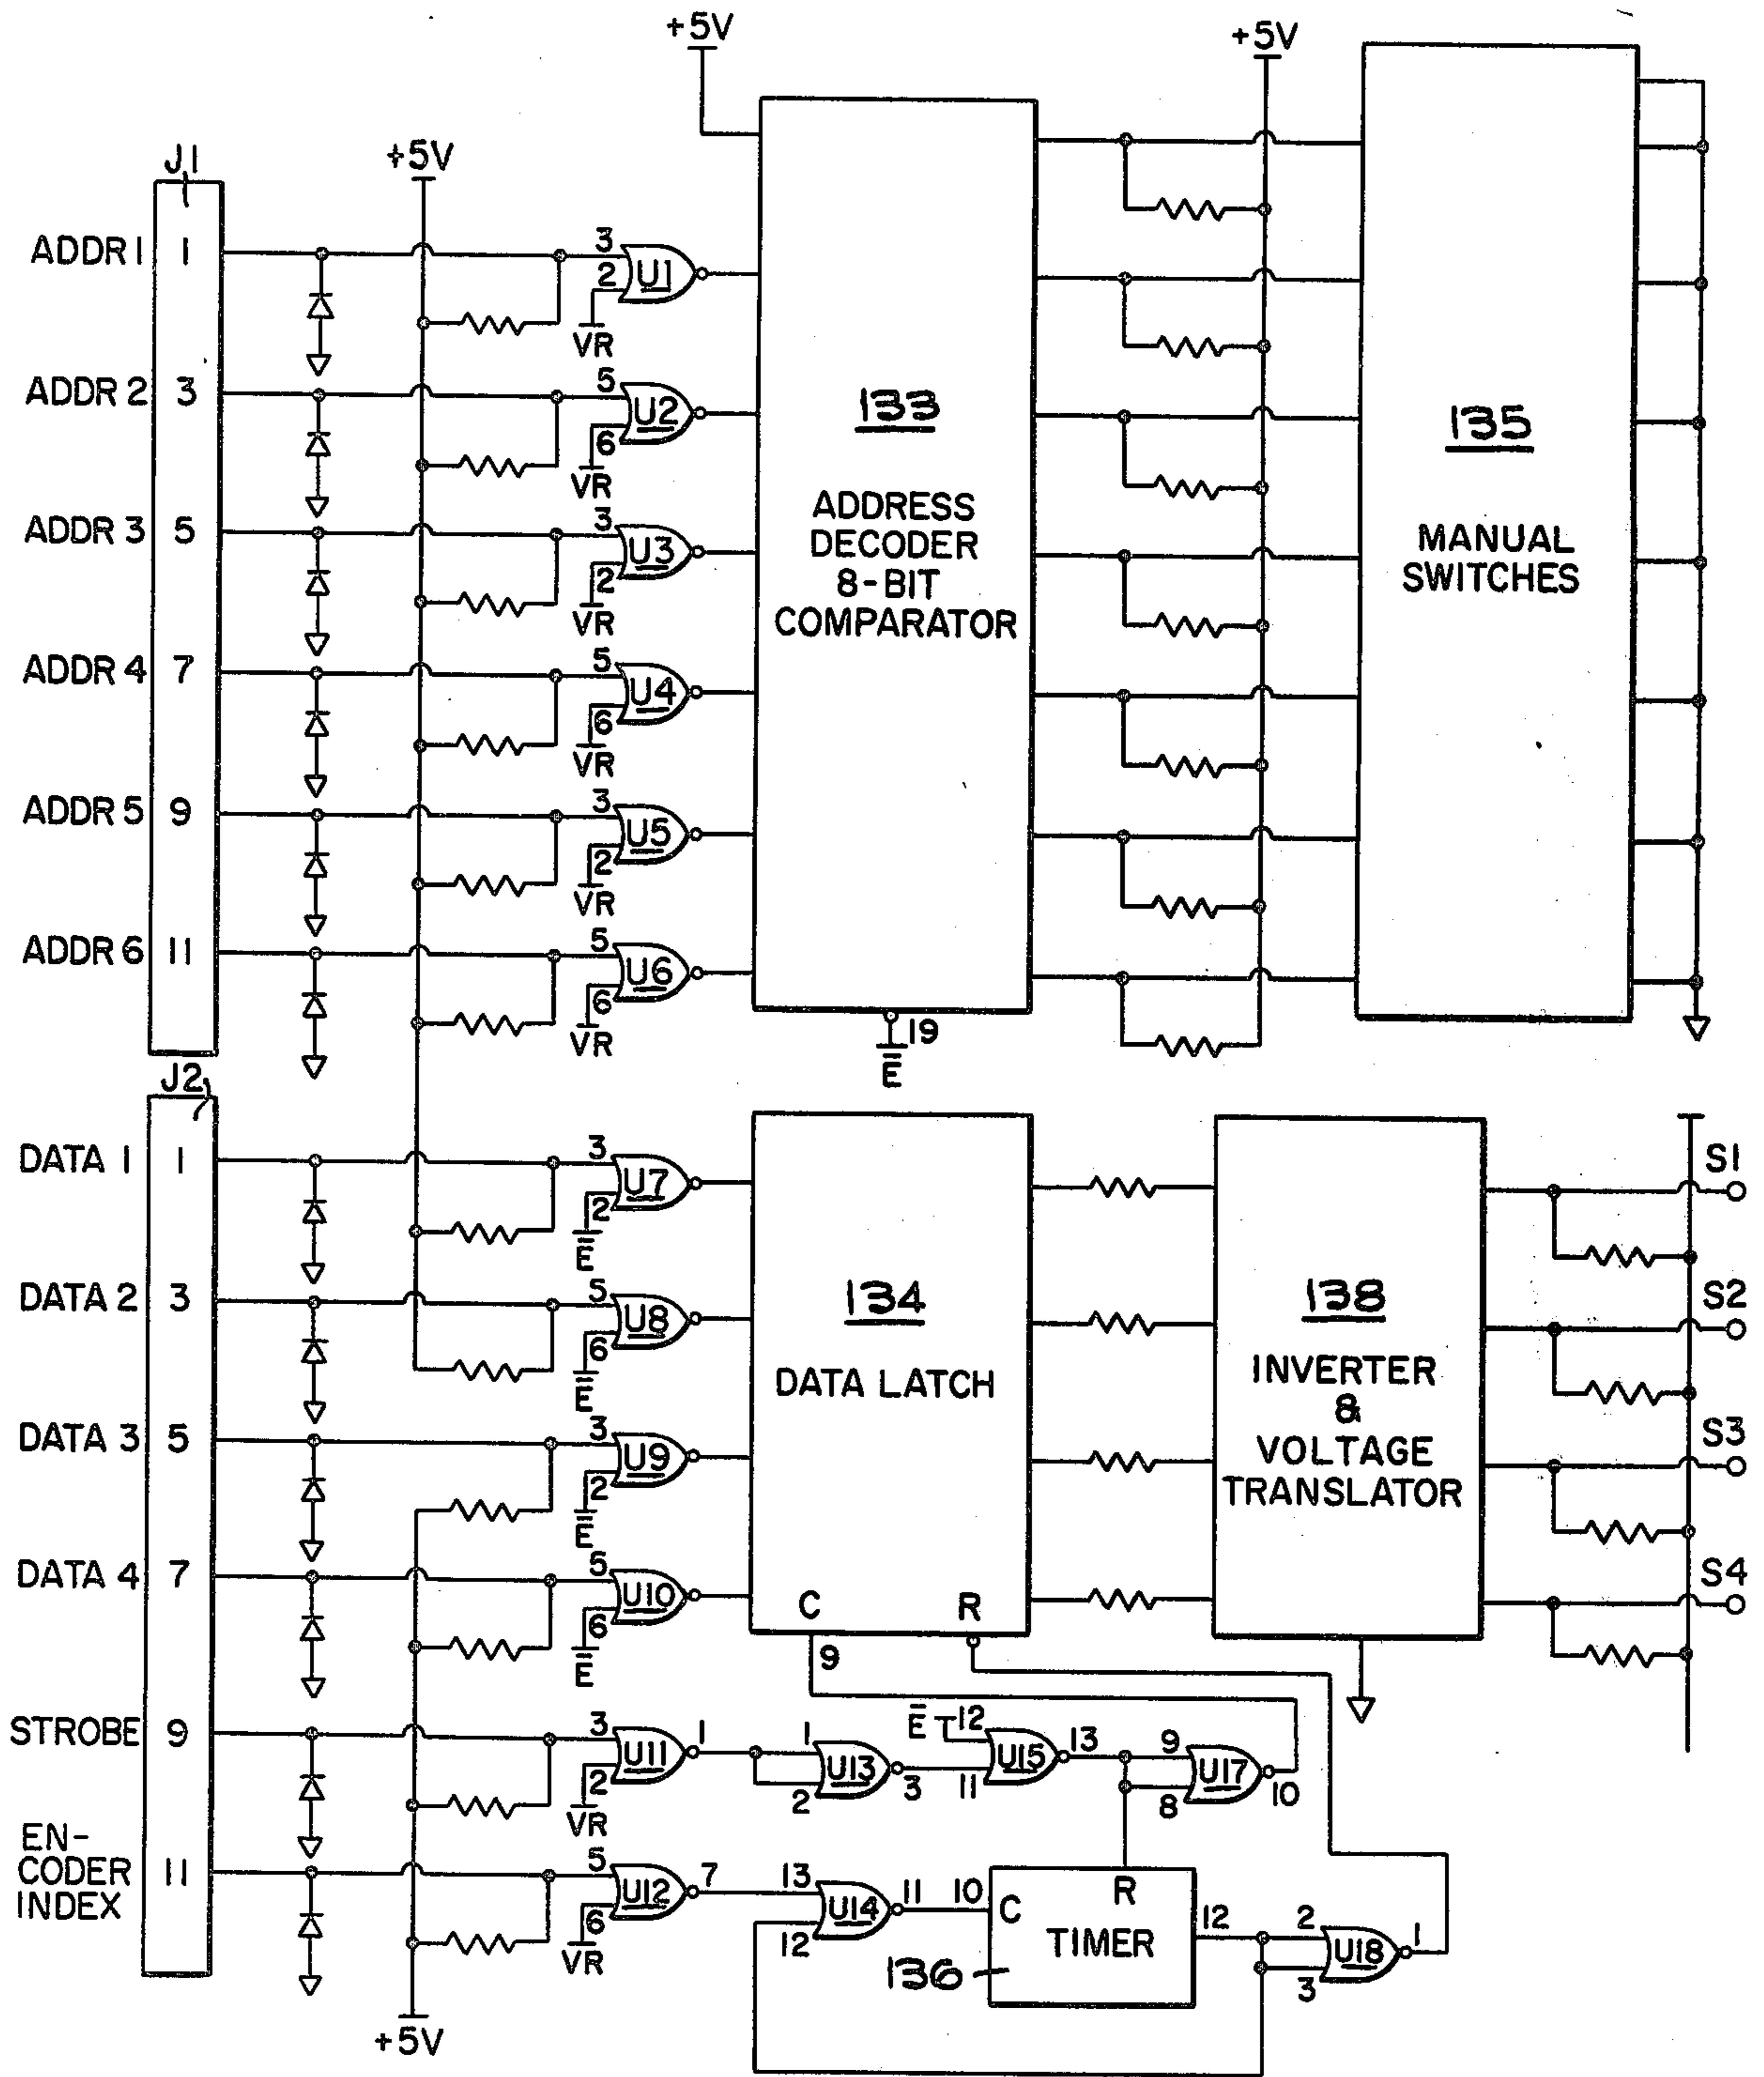 +5V
+5V
J1
+5V
ADDR 1 1 3 2 U1 VR
ADDR 2 3 5 6 U2 VR
ADDR 3 5 3 2 U3 VR
ADDR 4 7 5 6 U4 VR
ADDR 5 9 3 2 U5 VR
ADDR 6 11 5 6 U6 VR
133
ADDRESS
DECODER
8-BIT
COMPARATOR
19
E̅
135
MANUAL
SWITCHES
J2
DATA 1 1 3 2 U7 E̅
DATA 2 3 5 6 U8 E̅
DATA 3 5 3 2 U9 E̅
DATA 4 7 5 6 U10 E̅
134
DATA LATCH
C R
9
138
INVERTER
&
VOLTAGE
TRANSLATOR
S1
S2
S3
S4
STROBE 9 3 2 U11 1 VR
1 2 U13 3
E̅ 12 11 U15 13
9 8 U17 10
EN-
CODER
INDEX
11 5 6 U12 7 VR
13 12 U14 11
10 C R 12
TIMER
136
2 3 U18 1
+5V